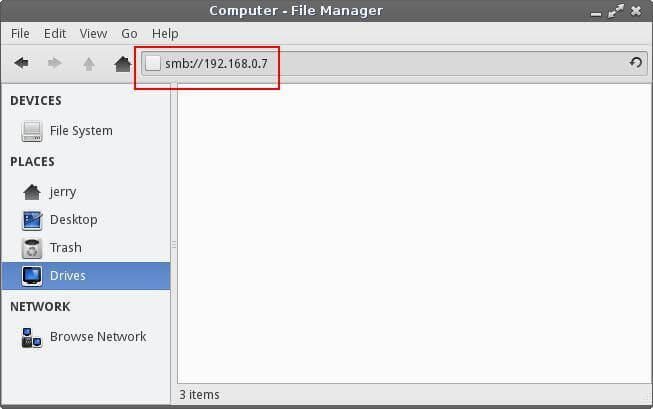 Computer - File Manager
File Edit View Go Help
smb://192.168.0.7
DEVICES
File System
PLACES
jerry
Desktop
Trash
Drives
NETWORK
Browse Network
3 items